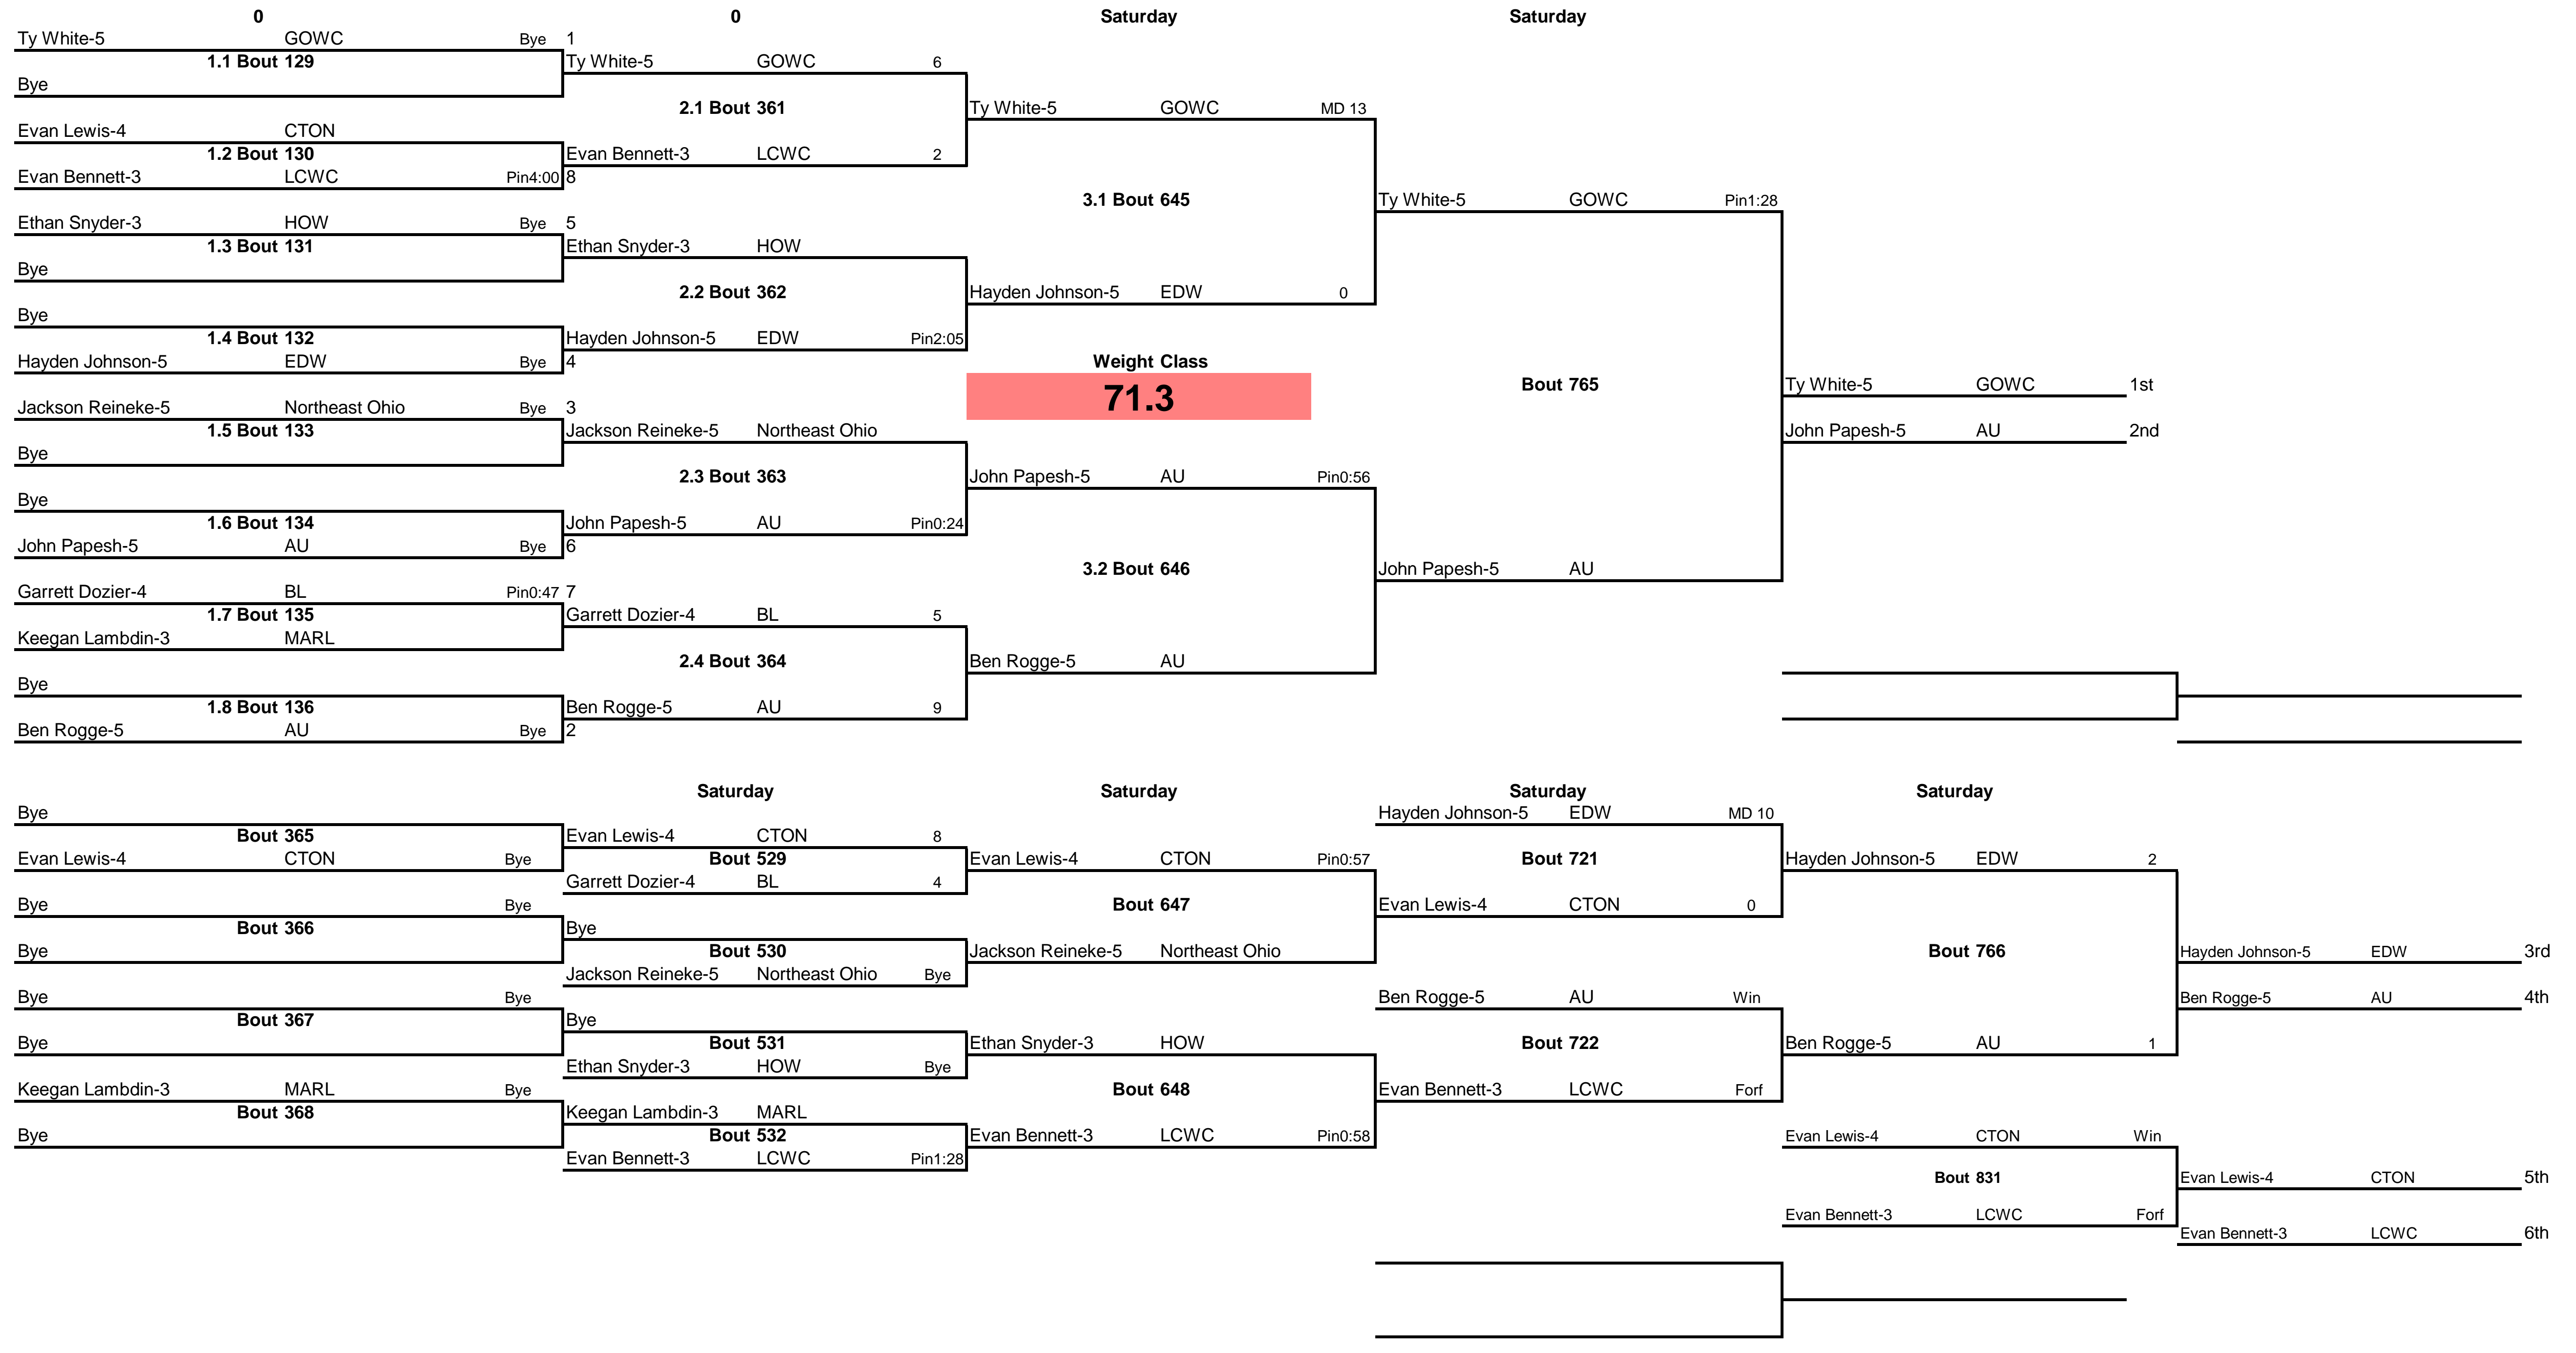 0 0 Saturday Saturday
Ty White-5 GOWC Bye 1
1.1 Bout 129 Ty White-5 GOWC 6
Bye
2.1 Bout 361 Ty White-5 GOWC MD 13
Evan Lewis-4 CTON
1.2 Bout 130 Evan Bennett-3 LCWC 2
Evan Bennett-3 LCWC Pin4:00 8
3.1 Bout 645 Ty White-5 GOWC Pin1:28
Ethan Snyder-3 HOW Bye 5
1.3 Bout 131 Ethan Snyder-3 HOW
Bye
2.2 Bout 362 Hayden Johnson-5 EDW 0
Bye
1.4 Bout 132 Hayden Johnson-5 EDW Pin2:05
Hayden Johnson-5 EDW Bye 4 Weight Class
Bout 765 Ty White-5 GOWC 1st
71.3
Jackson Reineke-5 Northeast Ohio Bye 3
1.5 Bout 133 Jackson Reineke-5 Northeast Ohio John Papesh-5 AU 2nd
Bye
2.3 Bout 363 John Papesh-5 AU Pin0:56
Bye
1.6 Bout 134 John Papesh-5 AU Pin0:24
John Papesh-5 AU Bye 6
3.2 Bout 646 John Papesh-5 AU
Garrett Dozier-4 BL Pin0:47 7
1.7 Bout 135 Garrett Dozier-4 BL 5
Keegan Lambdin-3 MARL
2.4 Bout 364 Ben Rogge-5 AU
Bye
1.8 Bout 136 Ben Rogge-5 AU 9
Ben Rogge-5 AU Bye 2
Saturday Saturday Saturday Saturday
Bye Hayden Johnson-5 EDW MD 10
Bout 365 Evan Lewis-4 CTON 8
Evan Lewis-4 CTON Bye Bout 529 Evan Lewis-4 CTON Pin0:57 Bout 721 Hayden Johnson-5 EDW 2
Garrett Dozier-4 BL 4
Bye Bye Bout 647 Evan Lewis-4 CTON 0
Bout 366 Bye
Bye Bout 530 Jackson Reineke-5 Northeast Ohio Bout 766 Hayden Johnson-5 EDW 3rd
Jackson Reineke-5 Northeast Ohio Bye
Bye Bye Ben Rogge-5 AU Win Ben Rogge-5 AU 4th
Bout 367 Bye
Bye Bout 531 Ethan Snyder-3 HOW Bout 722 Ben Rogge-5 AU 1
Ethan Snyder-3 HOW Bye
Keegan Lambdin-3 MARL Bye Bout 648 Evan Bennett-3 LCWC Forf
Bout 368 Keegan Lambdin-3 MARL
Bye Bout 532 Evan Bennett-3 LCWC Pin0:58 Evan Lewis-4 CTON Win
Evan Bennett-3 LCWC Pin1:28
Bout 831 Evan Lewis-4 CTON 5th
Evan Bennett-3 LCWC Forf
Evan Bennett-3 LCWC 6th